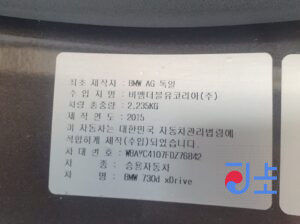 최초 제작자 : BMW AG 독일
수 입 자 명 : 비엠더블유코리아(주)
차량 총중량 : 2,235KG
제 작 연 도 : 2015
이 자동차는 대한민국 자동차관리법령에
적합하게 제작(수입)되었습니다.
차 대 번 호 : WBAYC4107FDZ76842
차 종 : 승용자동차
차 명 : BMW 730d xDrive